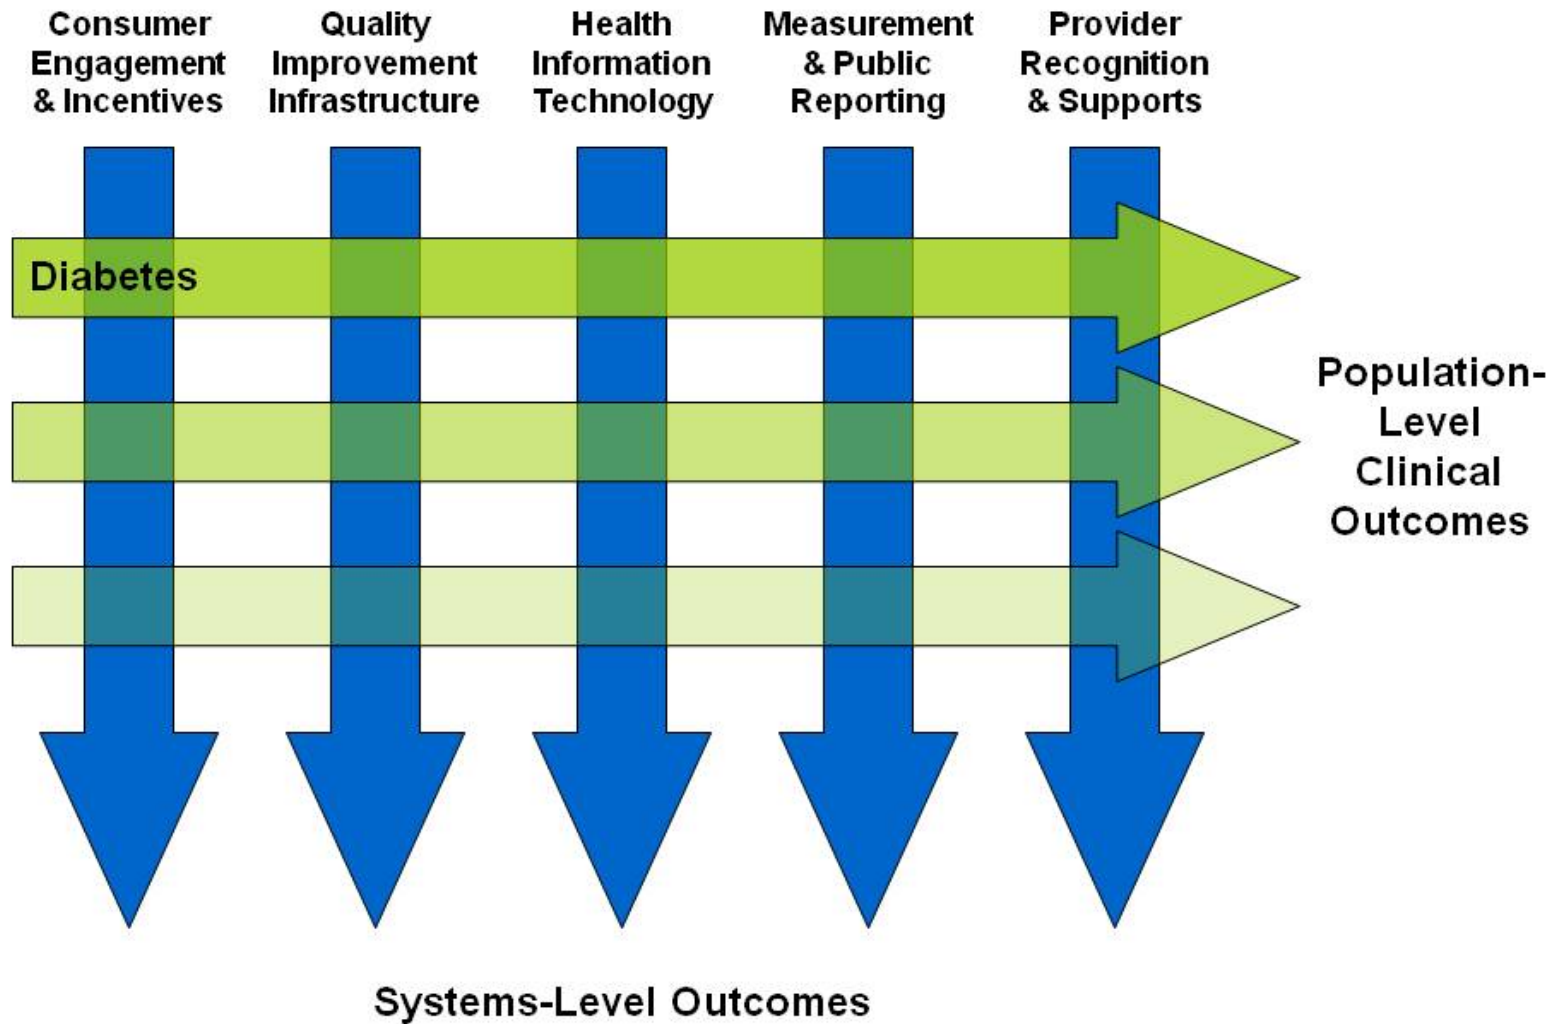 Consumer
Engagement
& Incentives
Quality
Improvement
Infrastructure
Health
Information
Technology
Measurement
& Public
Reporting
Provider
Recognition
& Supports
Diabetes
Population-
Level
Clinical
Outcomes
Systems-Level Outcomes